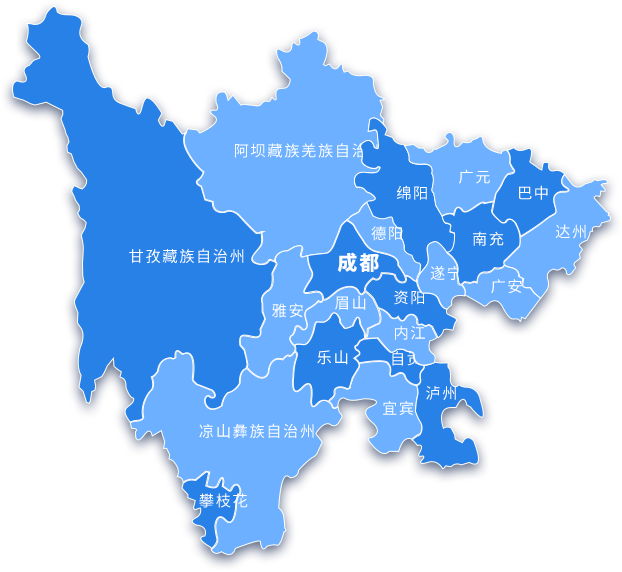 阿坝藏族羌族自治
广元
绵阳
巴中
达州
德阳
南充
甘孜藏族自治州
成都
遂宁
广安
资阳
雅安
眉山
内江
乐山
自贡
泸州
宜宾
凉山彝族自治州
攀枝花